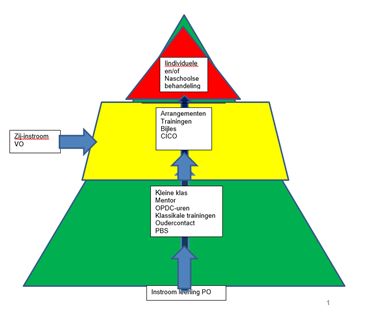 Iindividuele
en/of
Naschoolse
behandeling
Arrangementen
Trainingen
Bijles
CICO
Zij-instroom
VO
Kleine klas
Mentor
OPDC-uren
Klassikale trainingen
Oudercontact
PBS
Instroom leerling PO
1